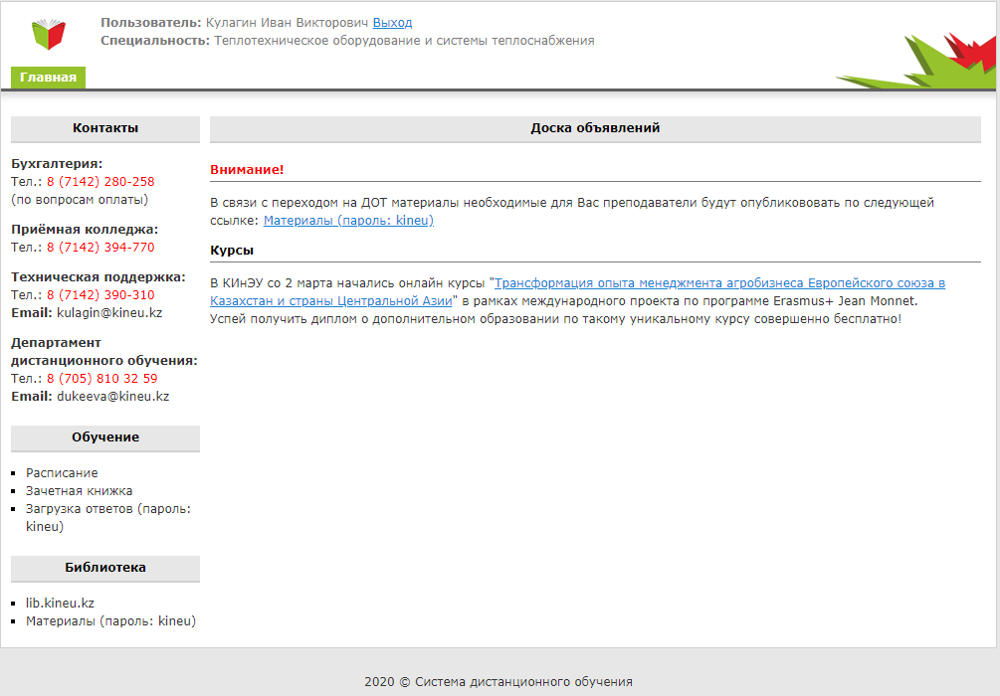 Пользователь: Кулагин Иван Викторович Выход
Специальность: Теплотехническое оборудование и системы теплоснабжения
Главная
Контакты
Бухгалтерия:
Тел.: 8 (7142) 280-258
(по вопросам оплаты)
Приёмная колледжа:
Тел.: 8 (7142) 394-770
Техническая поддержка:
Тел.: 8 (7142) 390-310
Email: kulagin@kineu.kz
Департамент
дистанционного обучения:
Тел.: 8 (705) 810 32 59
Email: dukeeva@kineu.kz
Обучение
Расписание
Зачетная книжка
Загрузка ответов (пароль:
kineu)
Библиотека
lib.kineu.kz
Материалы (пароль: kineu)
Доска объявлений
Внимание!
В связи с переходом на ДОТ материалы необходимые для Вас преподаватели будут опубликововать по следующей
ссылке: Материалы (пароль: kineu)
Курсы
В КИнЭУ со 2 марта начались онлайн курсы "Трансформация опыта менеджмента агробизнеса Европейского союза в
Казахстан и страны Центральной Азии" в рамках международного проекта по программе Erasmus+ Jean Monnet.
Успей получить диплом о дополнительном образовании по такому уникальному курсу совершенно бесплатно!
2020 © Система дистанционного обучения